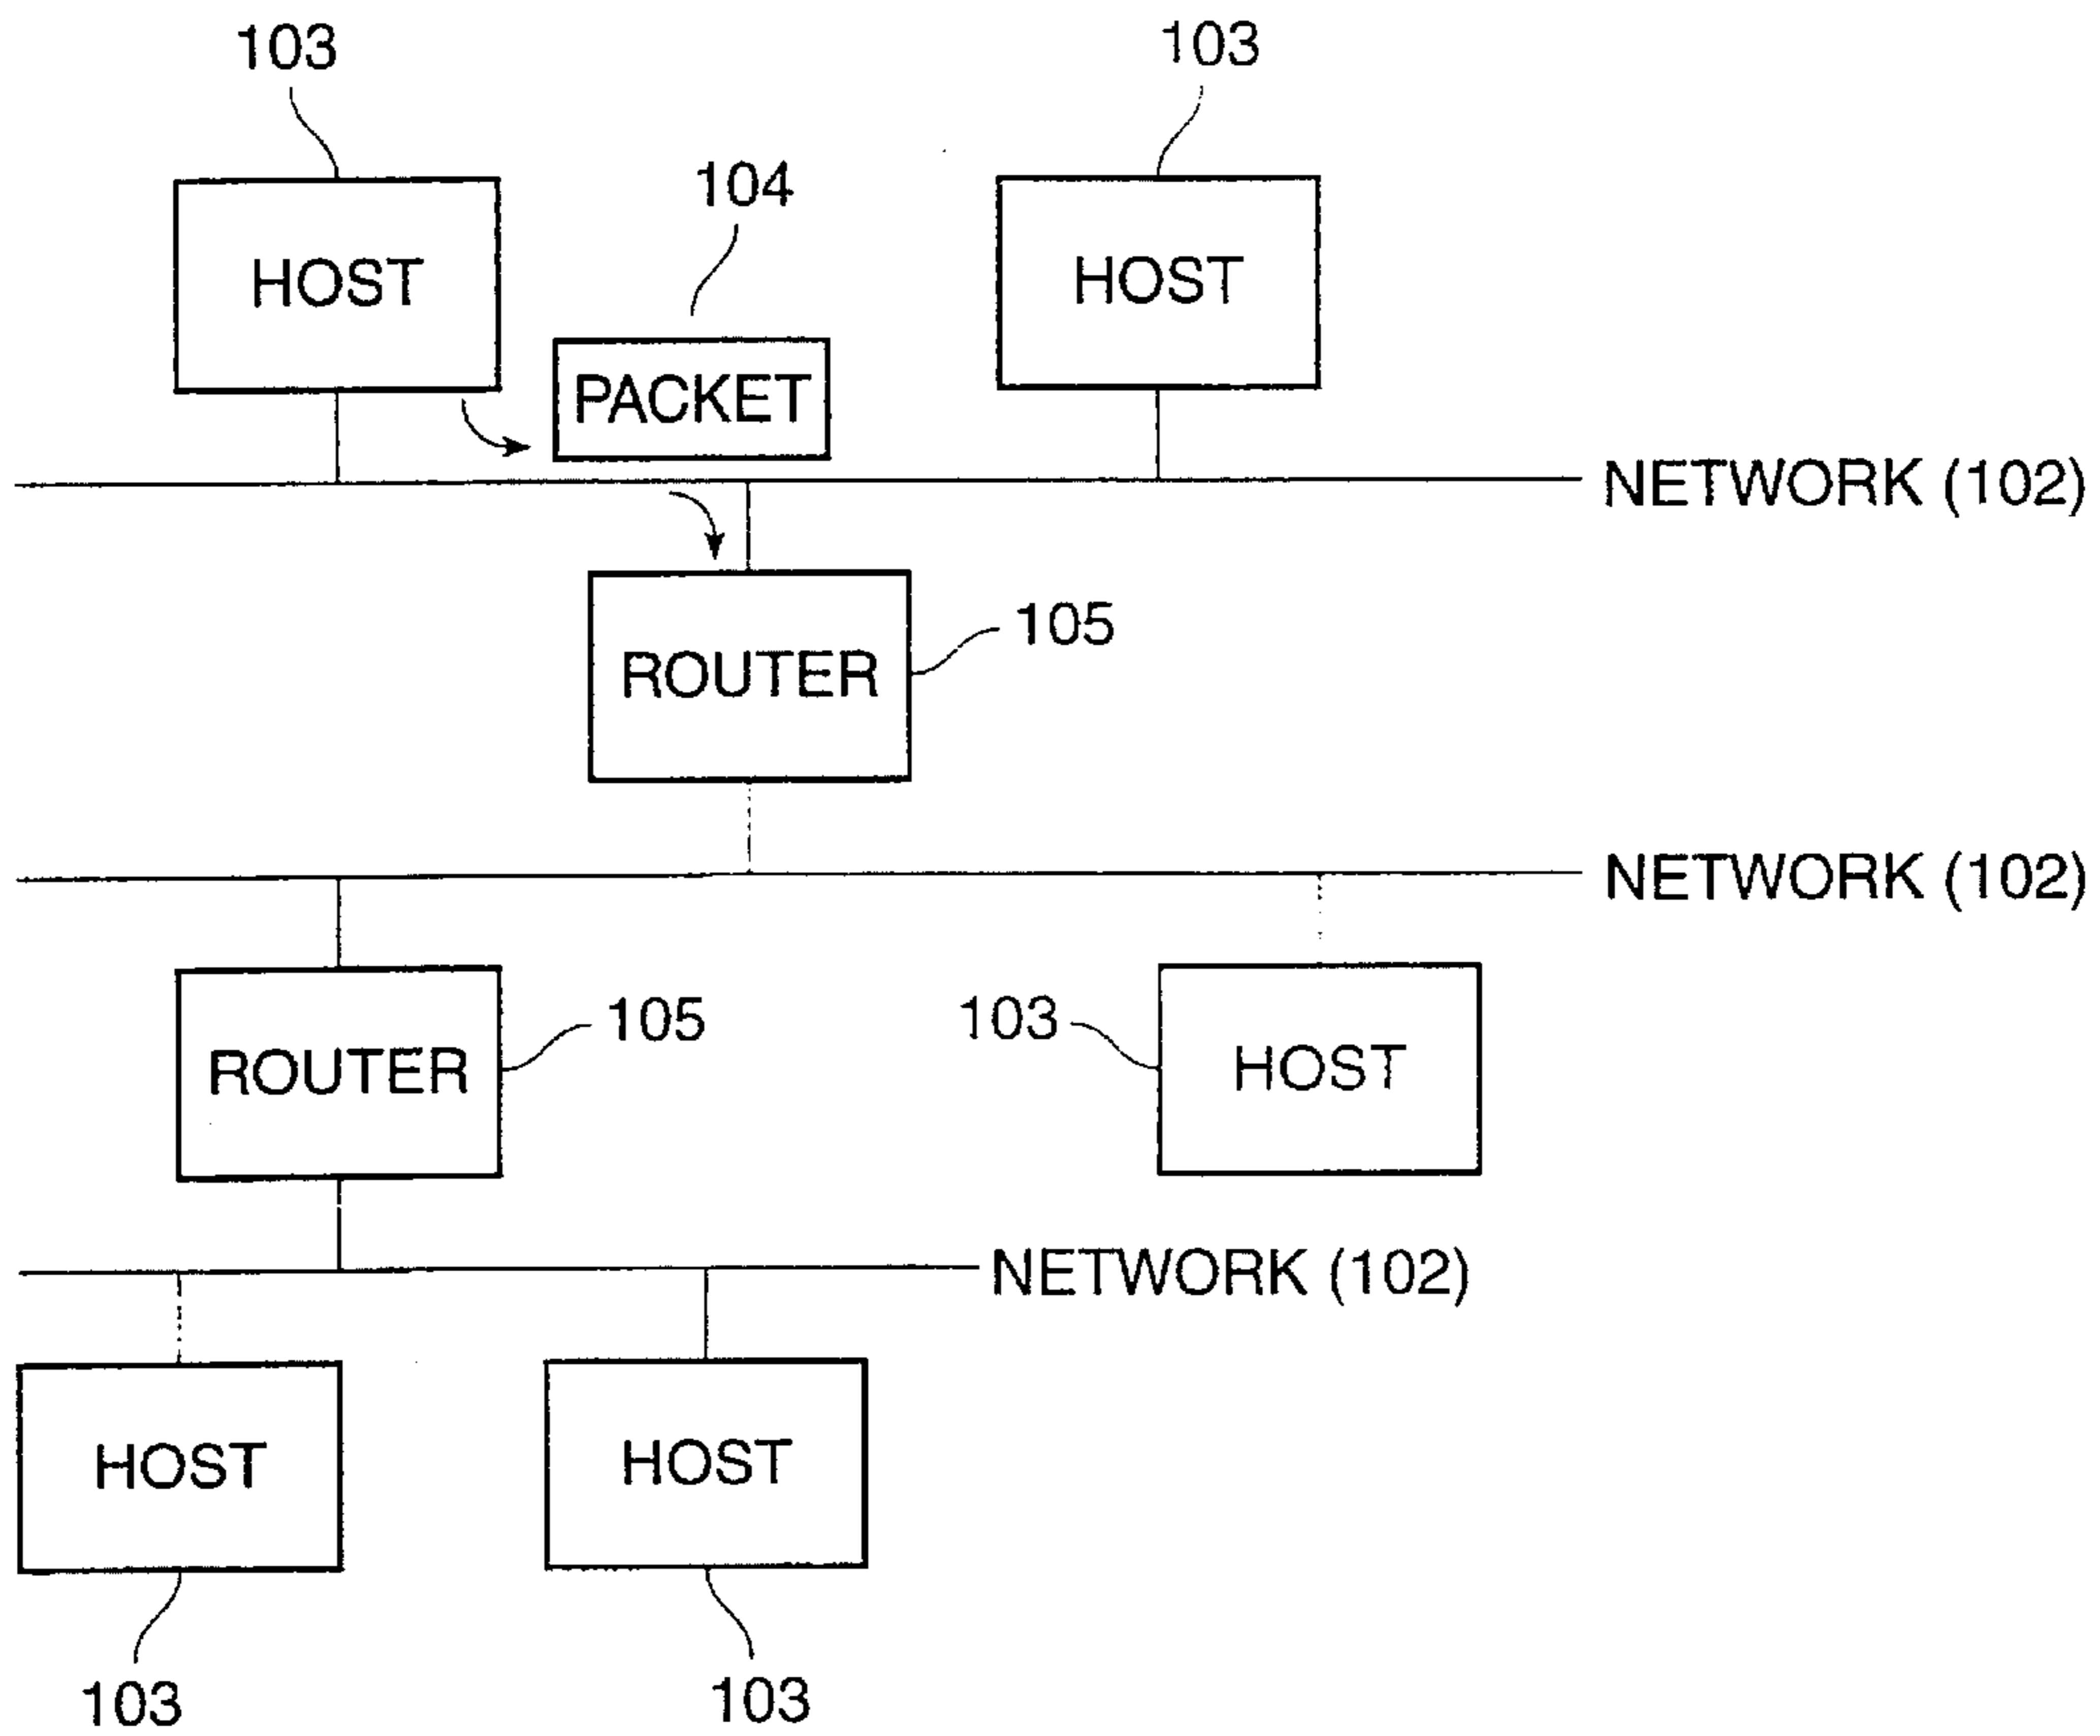 103
103
104
HOST
HOST
PACKET
NETWORK (102)
105
ROUTER
NETWORK (102)
105
103
ROUTER
HOST
NETWORK (102)
HOST
HOST
103
103